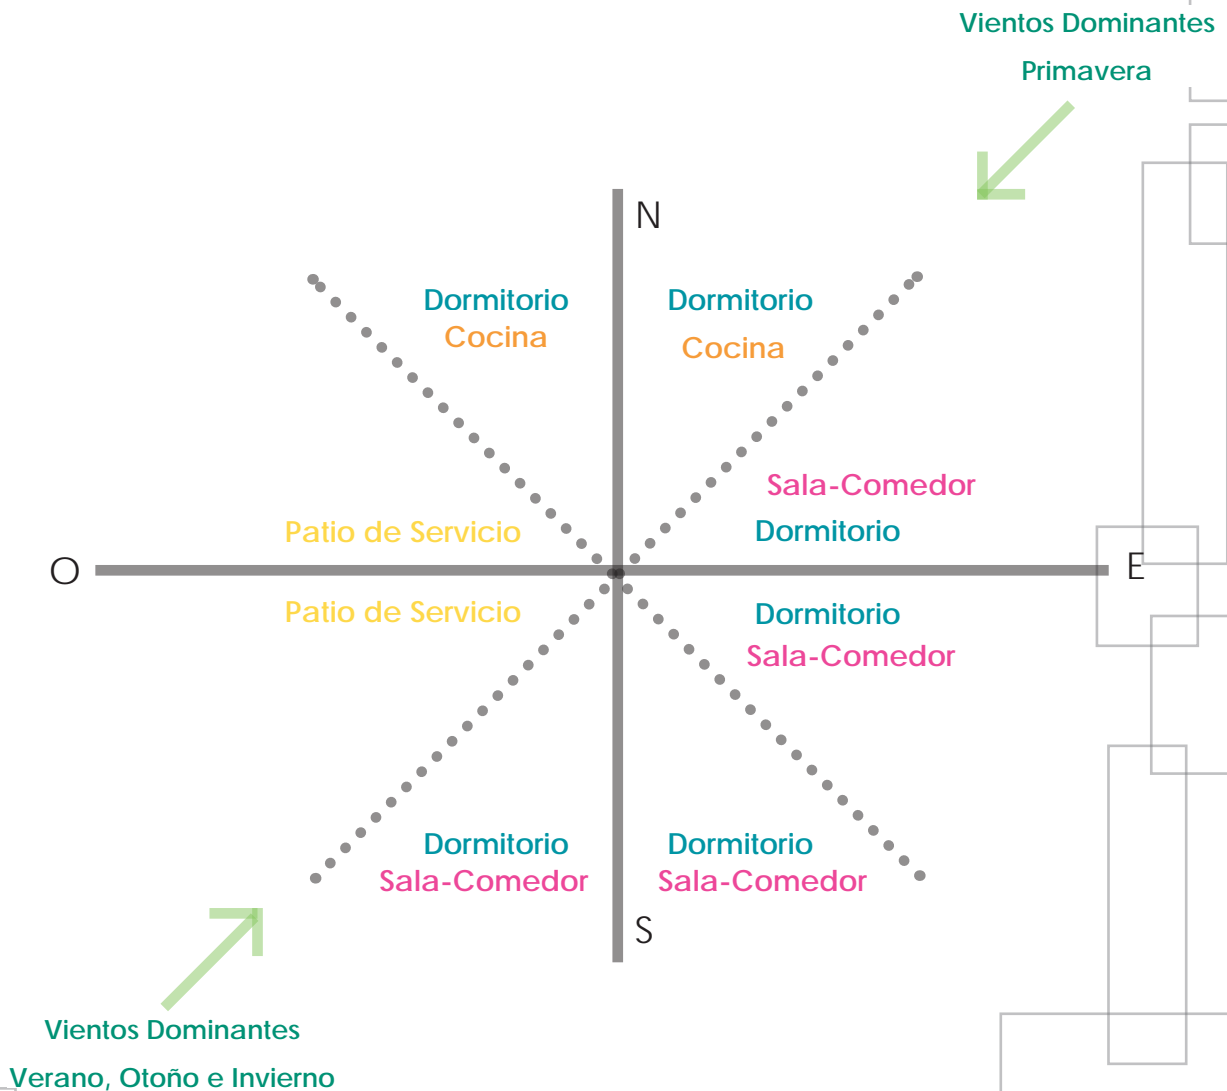 Vientos Dominantes
Primavera
N
Dormitorio
Cocina
Dormitorio
Cocina
Sala-Comedor
Dormitorio
Patio de Servicio
O
E
Patio de Servicio
Dormitorio
Sala-Comedor
Dormitorio
Sala-Comedor
Dormitorio
Sala-Comedor
S
Vientos Dominantes
Verano, Otoño e Invierno